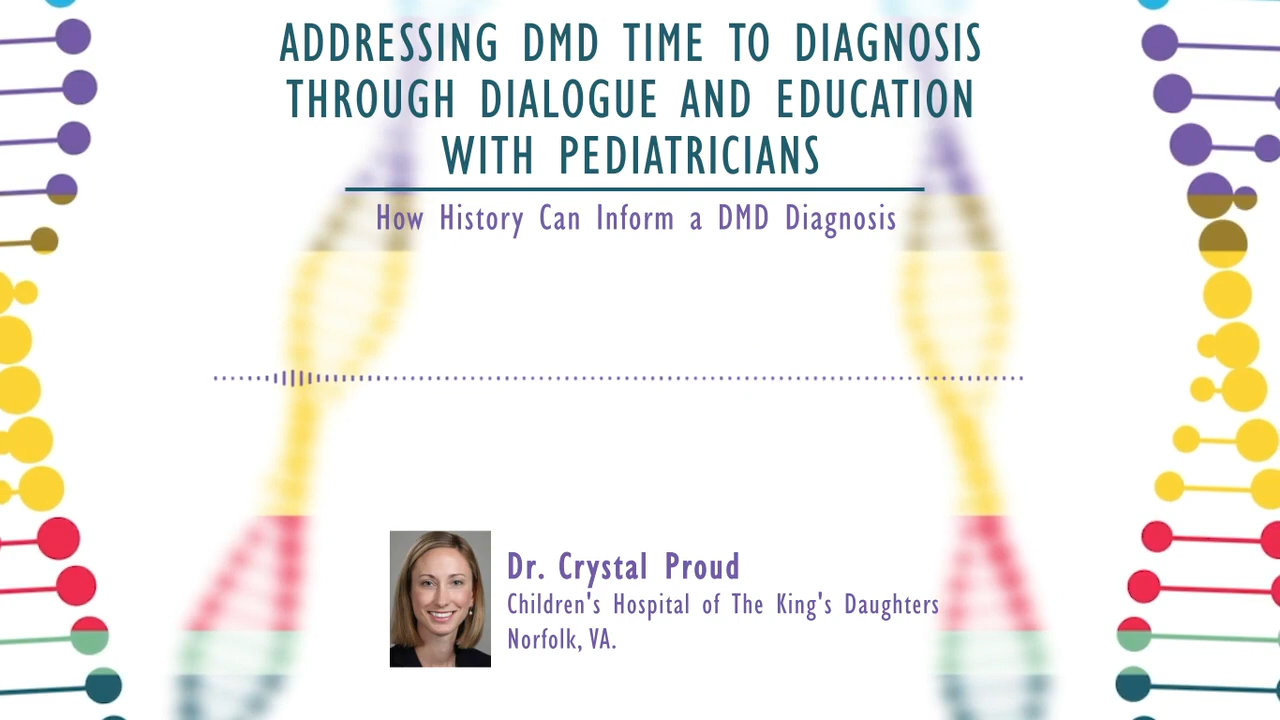 ADDRESSING DMD TIME TO DIAGNOSIS
THROUGH DIALOGUE AND EDUCATION
WITH PEDIATRICIANS
How History Can Inform a DMD Diagnosis
Dr. Crystal Proud
Children's Hospital of The King's Daughters
Norfolk, VA.